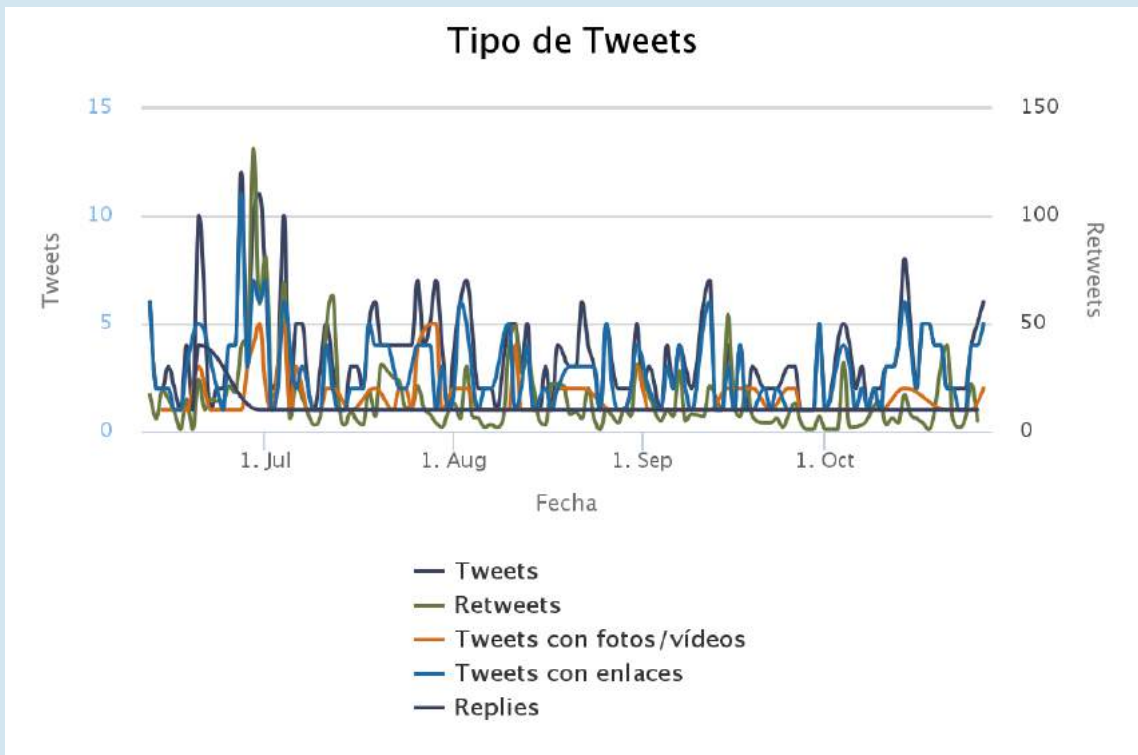 Tipo de Tweets
15
10
5
0
Tweets
150
100
50
0
Retweets
1. Jul
1. Aug
1. Sep
1. Oct
Fecha
Tweets
Retweets
Tweets con fotos/vídeos
Tweets con enlaces
Replies